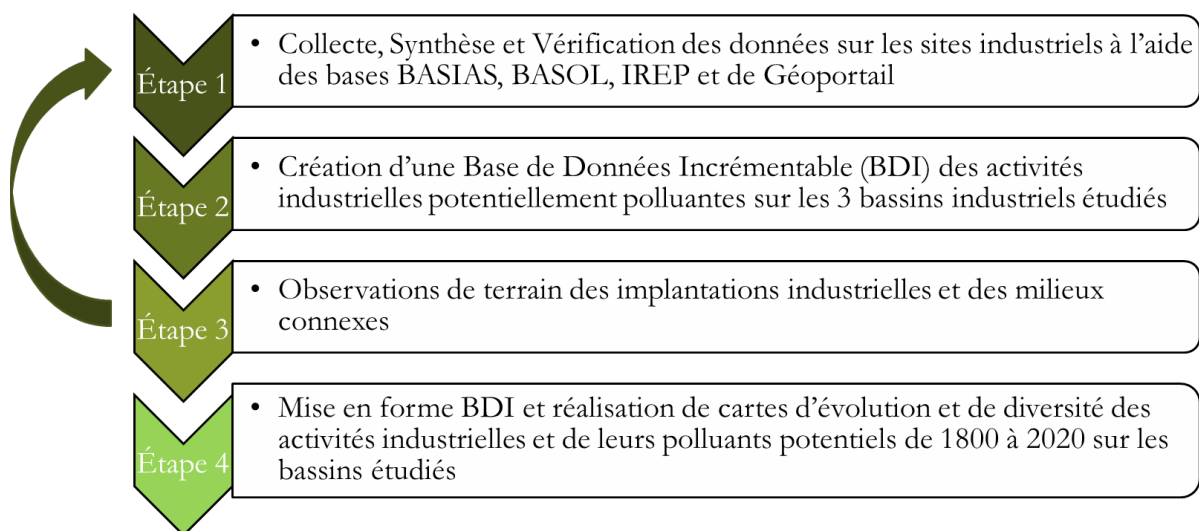 Étape 1
• Collecte, Synthèse et Vérification des données sur les sites industriels à l’aide
des bases BASIAS, BASOL, IREP et de Géoportail
Étape 2
• Création d’une Base de Données Incrémentable (BDI) des activités
industrielles potentiellement polluantes sur les 3 bassins industriels étudiés
Étape 3
• Observations de terrain des implantations industrielles et des milieux
connexes
Étape 4
• Mise en forme BDI et réalisation de cartes d’évolution et de diversité des
activités industrielles et de leurs polluants potentiels de 1800 à 2020 sur les
bassins étudiés